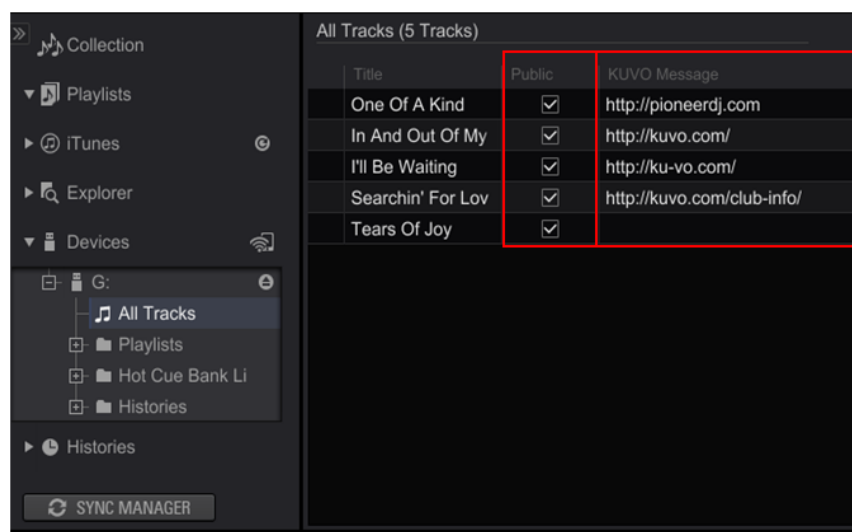 Collection
Playlists
iTunes
Explorer
Devices
G:
All Tracks
Playlists
Hot Cue Bank Li
Histories
Histories
SYNC MANAGER
All Tracks (5 Tracks)
Title Public KUVO Message
One Of A Kind http://pioneerdj.com
In And Out Of My http://kuvo.com/
I'll Be Waiting http://ku-vo.com/
Searchin' For Lov http://kuvo.com/club-info/
Tears Of Joy